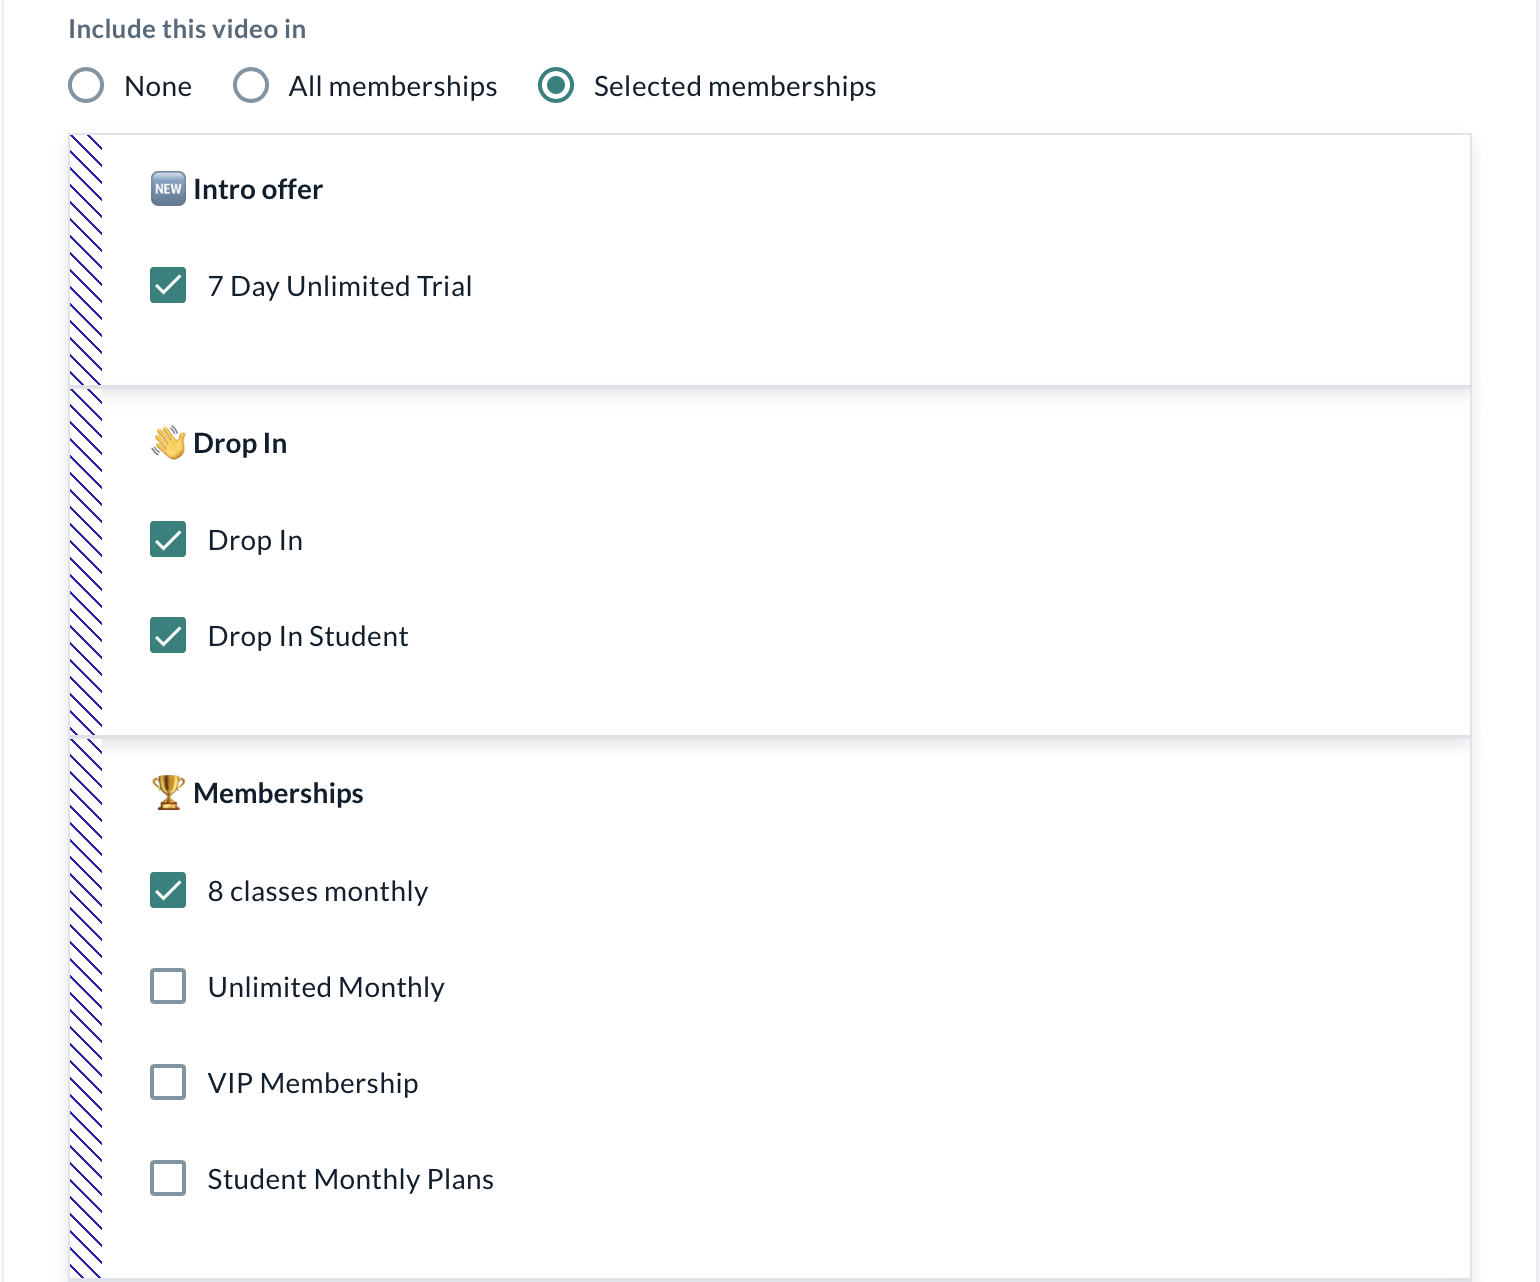 Include this video in
None All memberships Selected memberships
NEW Intro offer
7 Day Unlimited Trial
Drop In
Drop In
Drop In Student
Memberships
8 classes monthly
Unlimited Monthly
VIP Membership
Student Monthly Plans